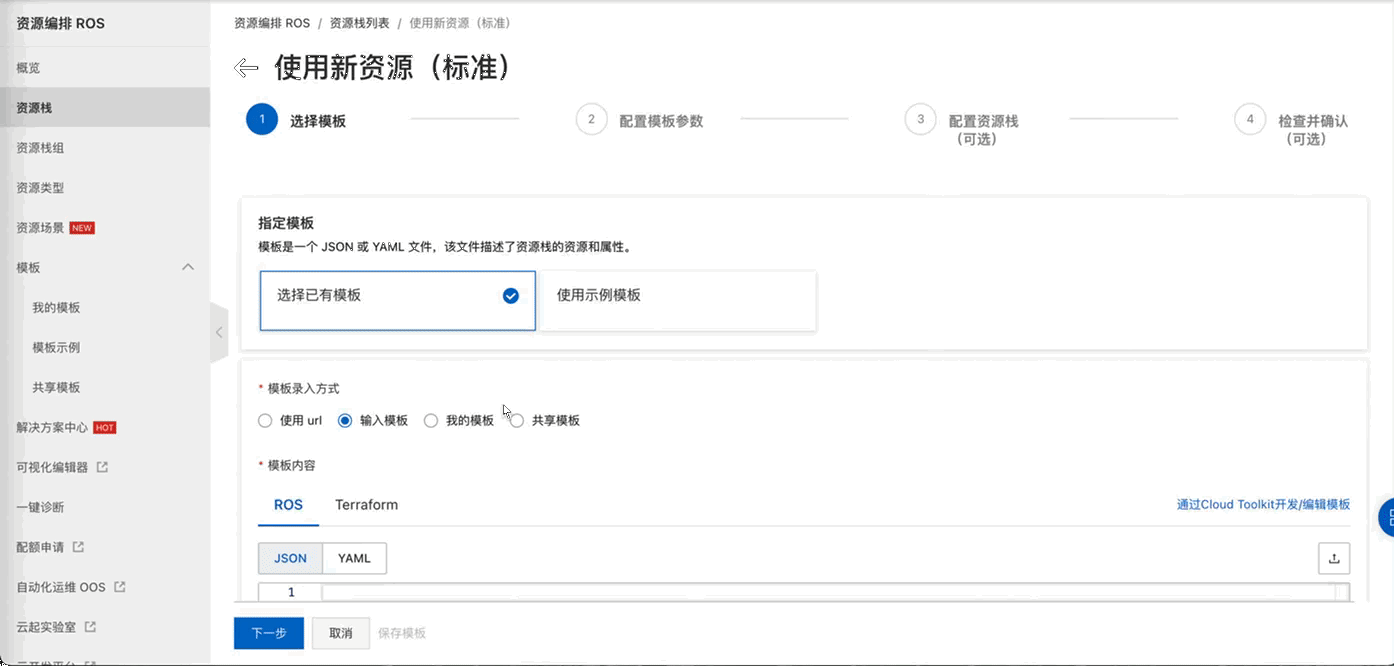 资源编排 ROS
概览
资源栈
资源栈组
资源类型
资源场景 NEW
模板
我的模板
模板示例
共享模板
解决方案中心 HOT
可视化编辑器
一键诊断
配额申请
自动化运维 OOS
云起实验室
资源编排 ROS / 资源栈列表 / 使用新资源（标准）
使用新资源（标准）
1 选择模板
2 配置模板参数
3 配置资源栈
（可选）
4 检查并确认
（可选）
指定模板
模板是一个 JSON 或 YAML 文件，该文件描述了资源栈的资源和属性。
选择已有模板
使用示例模板
* 模板录入方式
使用 url 输入模板 我的模板 共享模板
* 模板内容
ROS Terraform 通过Cloud Toolkit开发/编辑模板
JSON YAML
1
下一步 取消 保存模板